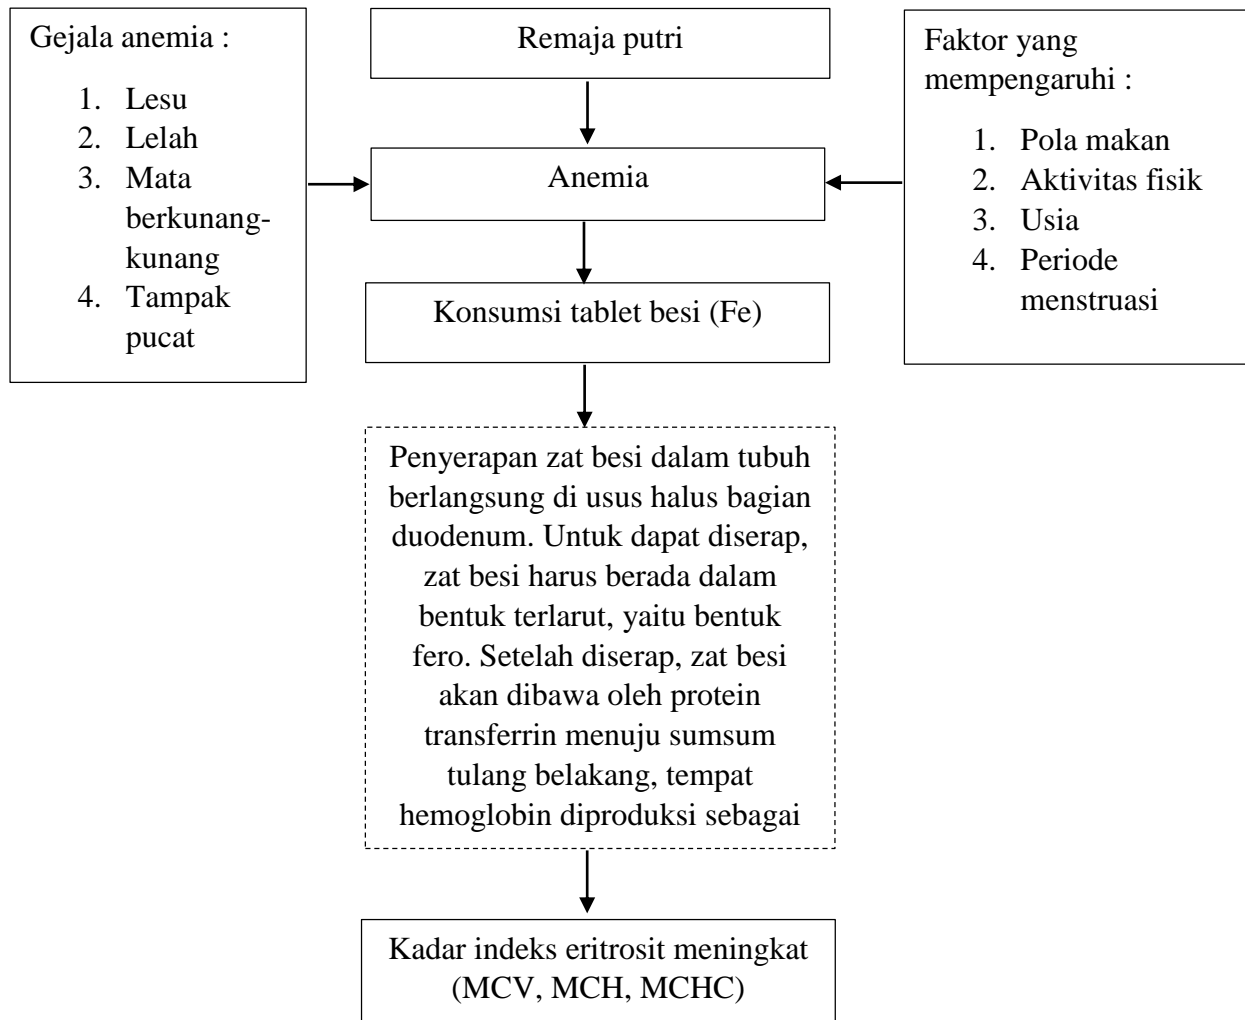 Gejala anemia :
1. Lesu
2. Lelah
3. Mata
berkunang-
kunang
4. Tampak
pucat
Remaja putri
Anemia
Konsumsi tablet besi (Fe)
Faktor yang
mempengaruhi :
1. Pola makan
2. Aktivitas fisik
3. Usia
4. Periode
menstruasi
Penyerapan zat besi dalam tubuh
berlangsung di usus halus bagian
duodenum. Untuk dapat diserap,
zat besi harus berada dalam
bentuk terlarut, yaitu bentuk
fero. Setelah diserap, zat besi
akan dibawa oleh protein
transferrin menuju sumsum
tulang belakang, tempat
hemoglobin diproduksi sebagai
Kadar indeks eritrosit meningkat
(MCV, MCH, MCHC)